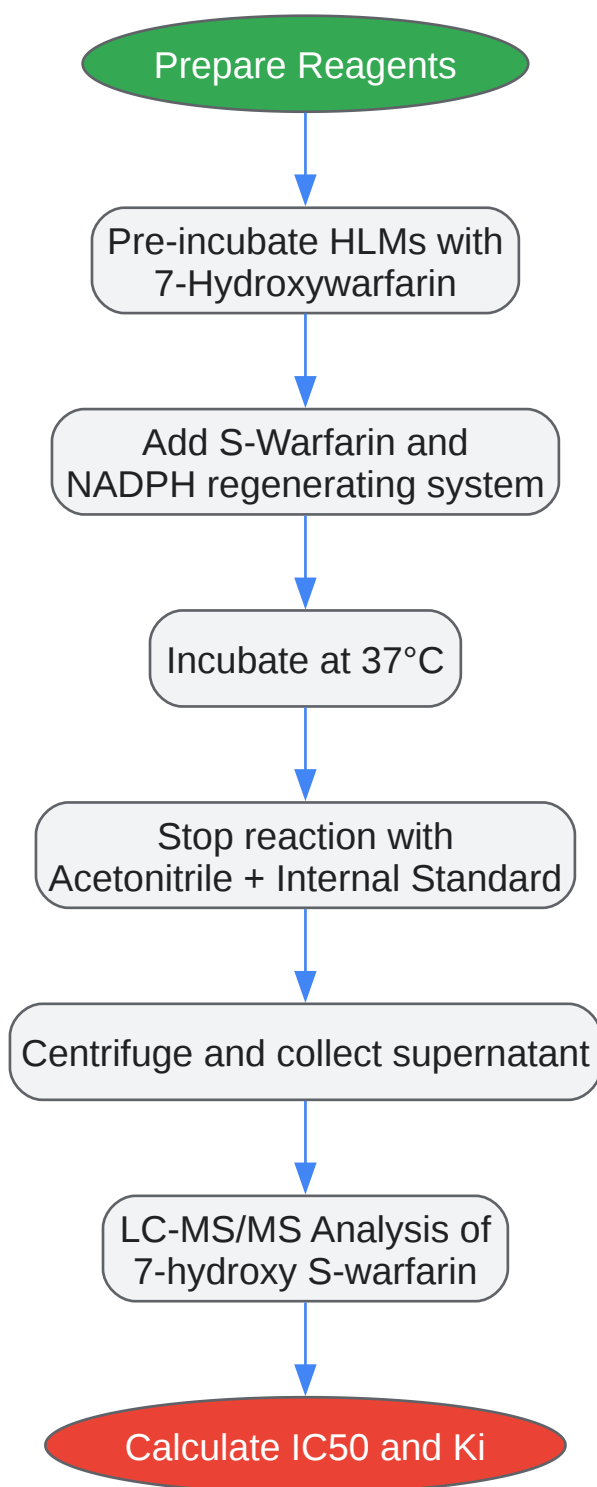 Prepare Reagents
Pre-incubate HLMs with
7-Hydroxywarfarin
Add S-Warfarin and
NADPH regenerating system
Incubate at 37°C
Stop reaction with
Acetonitrile + Internal Standard
Centrifuge and collect supernatant
LC-MS/MS Analysis of
7-hydroxy S-warfarin
Calculate IC50 and Ki